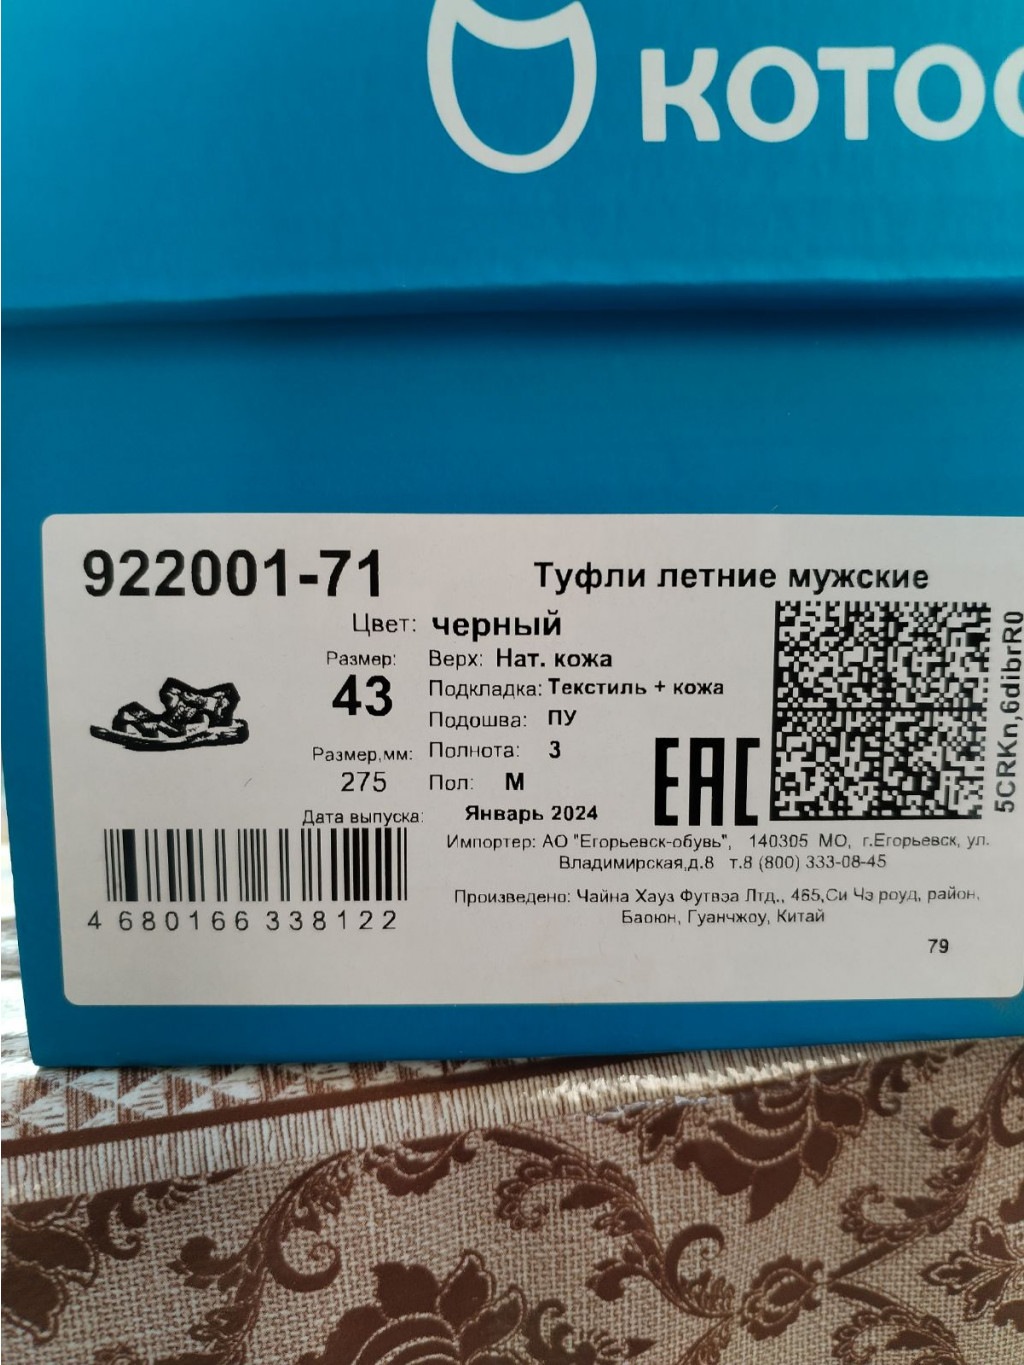 КОТОФ
922001-71
Туфли летние мужские
Цвет: черный
Размер: 43
Верх: Нат. кожа
Подкладка: Текстиль + кожа
Подошва: ПУ
Размер,мм: 275
Полнота: 3
Пол: М
Дата выпуска: Январь 2024
EAC
5CRKn,6dibrR0
Импортер: АО "Егорьевск-обувь", 140305 МО, г.Егорьевск, ул.
Владимирская,д.8 т.8 (800) 333-08-45
Произведено: Чайна Хауз Футвэа Лтд., 465,Си Чэ роуд, район,
Баоюн, Гуанчжоу, Китай
4 680166 338122
79